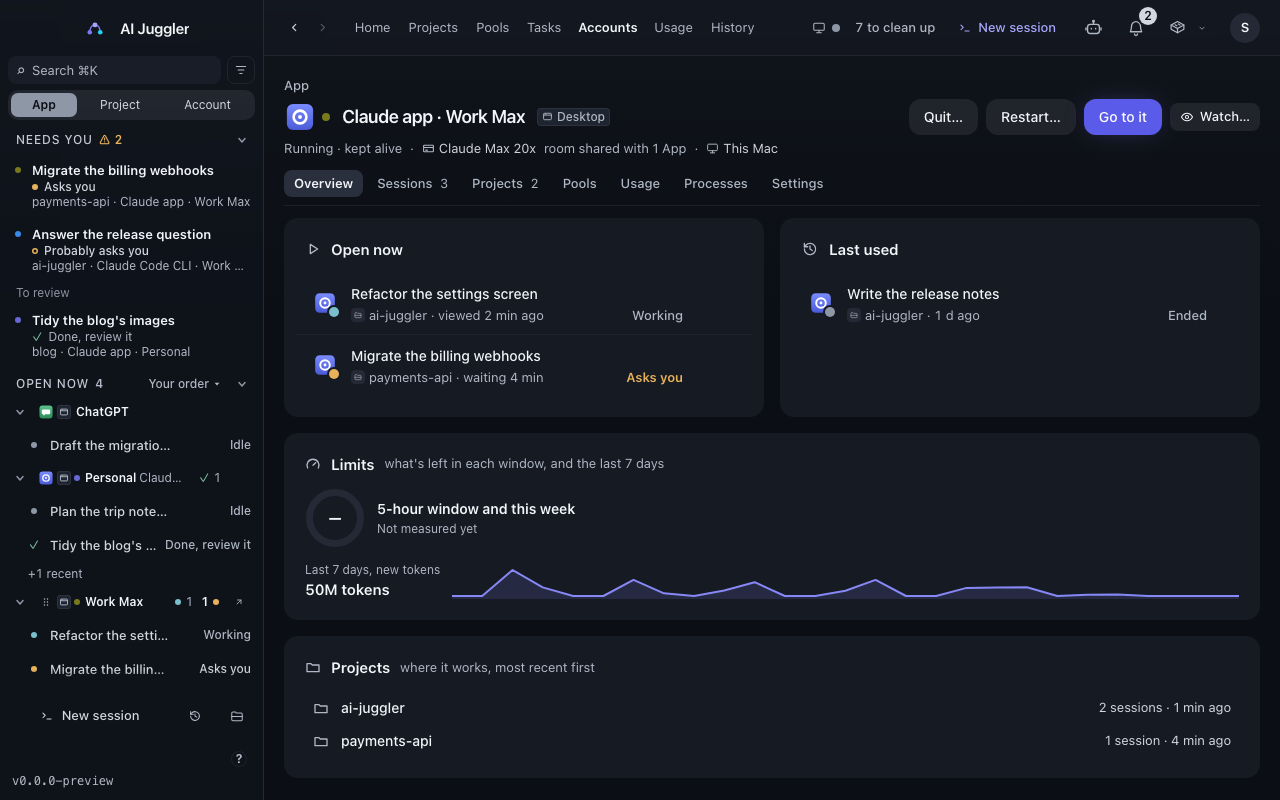 AI Juggler
Search ⌘K
App Project Account
NEEDS YOU 2
Migrate the billing webhooks
Asks you
payments-api · Claude app · Work Max
Answer the release question
Probably asks you
ai-juggler · Claude Code CLI · Work ...
To review
Tidy the blog's images
Done, review it
blog · Claude app · Personal
OPEN NOW 4 Your order
ChatGPT
Draft the migratio... Idle
Personal Claud... 1
Plan the trip note... Idle
Tidy the blog's ... Done, review it
+1 recent
Work Max 1 1
Refactor the setti... Working
Migrate the billin... Asks you
New session
?
v0.0.0-preview
Home Projects Pools Tasks Accounts Usage History
7 to clean up
New session
2
S
App
Claude app · Work Max Desktop
Quit... Restart... Go to it Watch...
Running · kept alive · Claude Max 20x room shared with 1 App · This Mac
Overview Sessions 3 Projects 2 Pools Usage Processes Settings
Open now
Refactor the settings screen
ai-juggler · viewed 2 min ago Working
Migrate the billing webhooks
payments-api · waiting 4 min Asks you
Last used
Write the release notes
ai-juggler · 1 d ago Ended
Limits what's left in each window, and the last 7 days
–
5-hour window and this week
Not measured yet
Last 7 days, new tokens
50M tokens
Projects where it works, most recent first
ai-juggler 2 sessions · 1 min ago
payments-api 1 session · 4 min ago